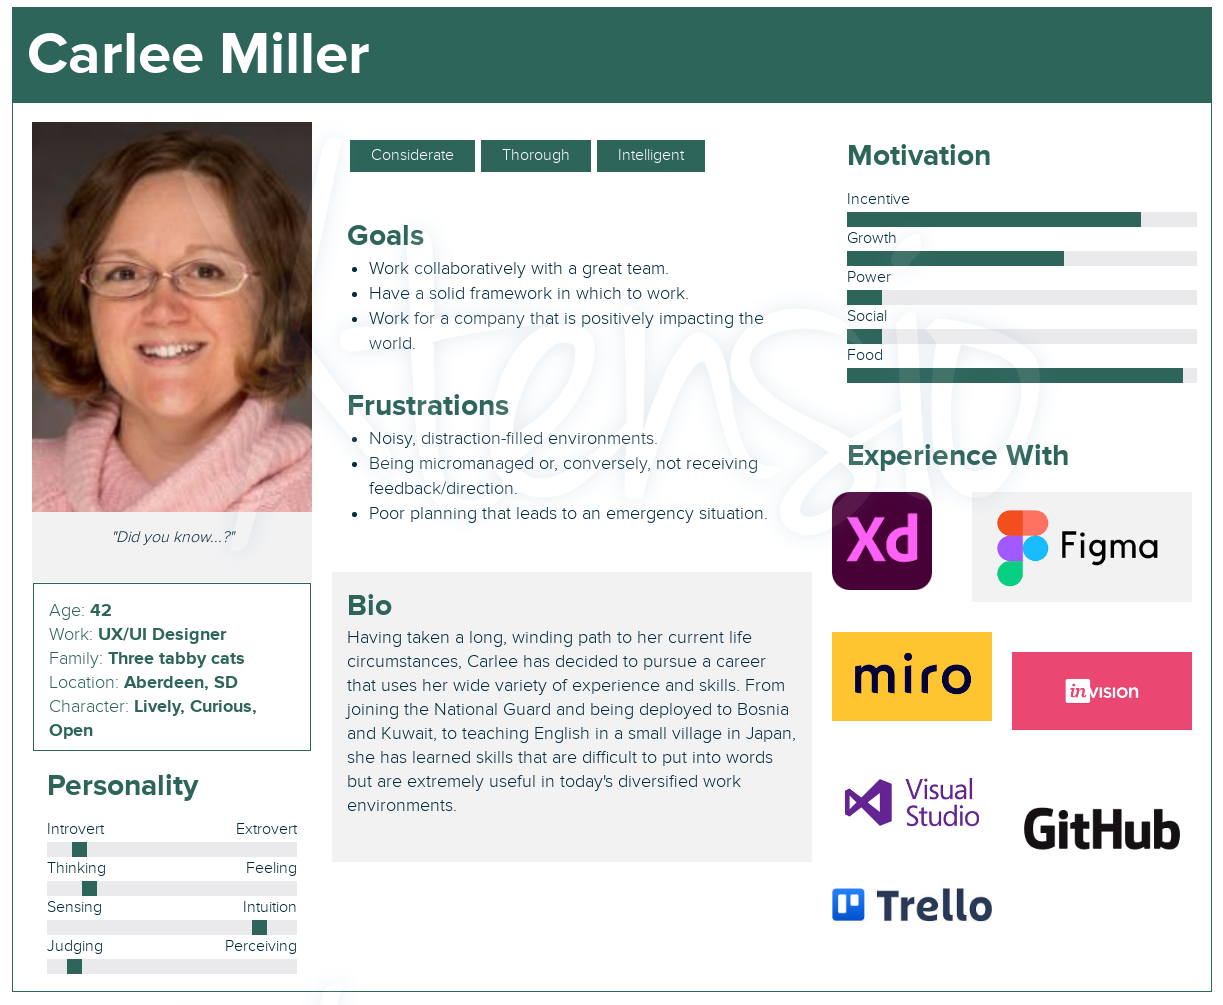 Carlee Miller
"Did you know...?"
Age: 42
Work: UX/UI Designer
Family: Three tabby cats
Location: Aberdeen, SD
Character: Lively, Curious,
Open
Personality
Introvert Extrovert
Thinking Feeling
Sensing Intuition
Judging Perceiving
Considerate Thorough Intelligent
Goals
Work collaboratively with a great team.
Have a solid framework in which to work.
Work for a company that is positively impacting the
world.
Frustrations
Noisy, distraction-filled environments.
Being micromanaged or, conversely, not receiving
feedback/direction.
Poor planning that leads to an emergency situation.
Bio
Having taken a long, winding path to her current life
circumstances, Carlee has decided to pursue a career
that uses her wide variety of experience and skills. From
joining the National Guard and being deployed to Bosnia
and Kuwait, to teaching English in a small village in Japan,
she has learned skills that are difficult to put into words
but are extremely useful in today's diversified work
environments.
Motivation
Incentive
Growth
Power
Social
Food
Experience With
Xd
Figma
miro
invision
Visual
Studio
GitHub
Trello
Xtensio